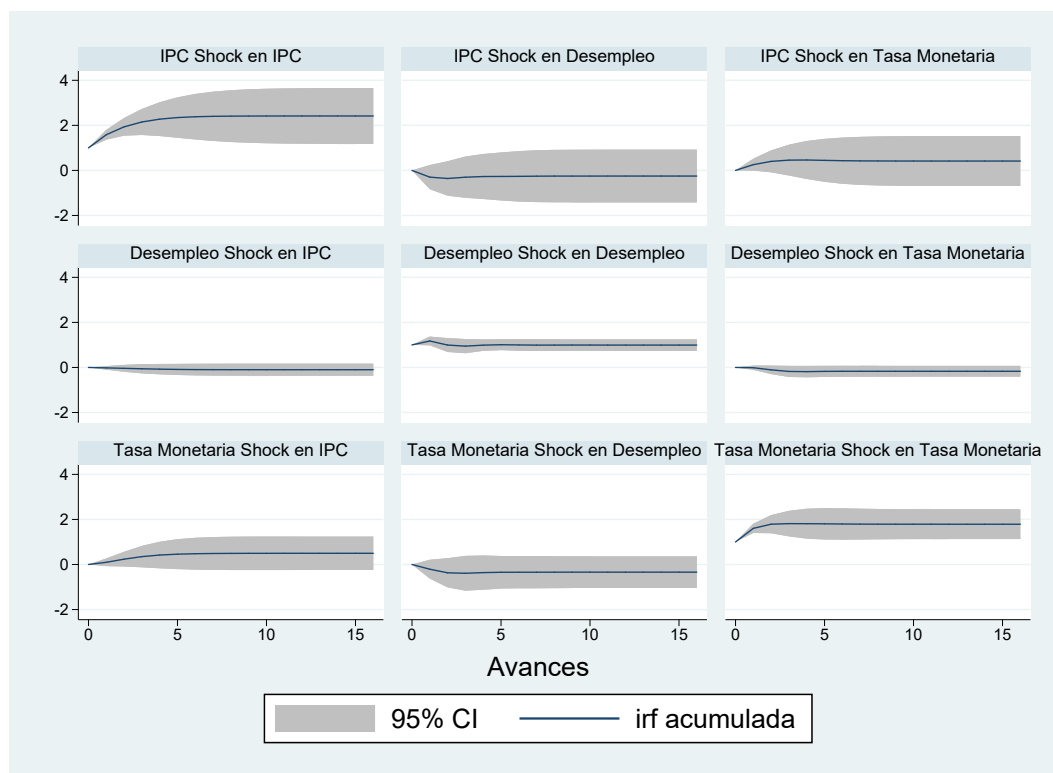 IPC Shock en IPC
IPC Shock en Desempleo
IPC Shock en Tasa Monetaria
4
2
0
-2
Desempleo Shock en IPC
Desempleo Shock en Desempleo
Desempleo Shock en Tasa Monetaria
4
2
0
-2
Tasa Monetaria Shock en IPC
Tasa Monetaria Shock en Desempleo
Tasa Monetaria Shock en Tasa Monetaria
4
2
0
-2
0 5 10 15
0 5 10 15
0 5 10 15
Avances
95% CI
irf acumulada